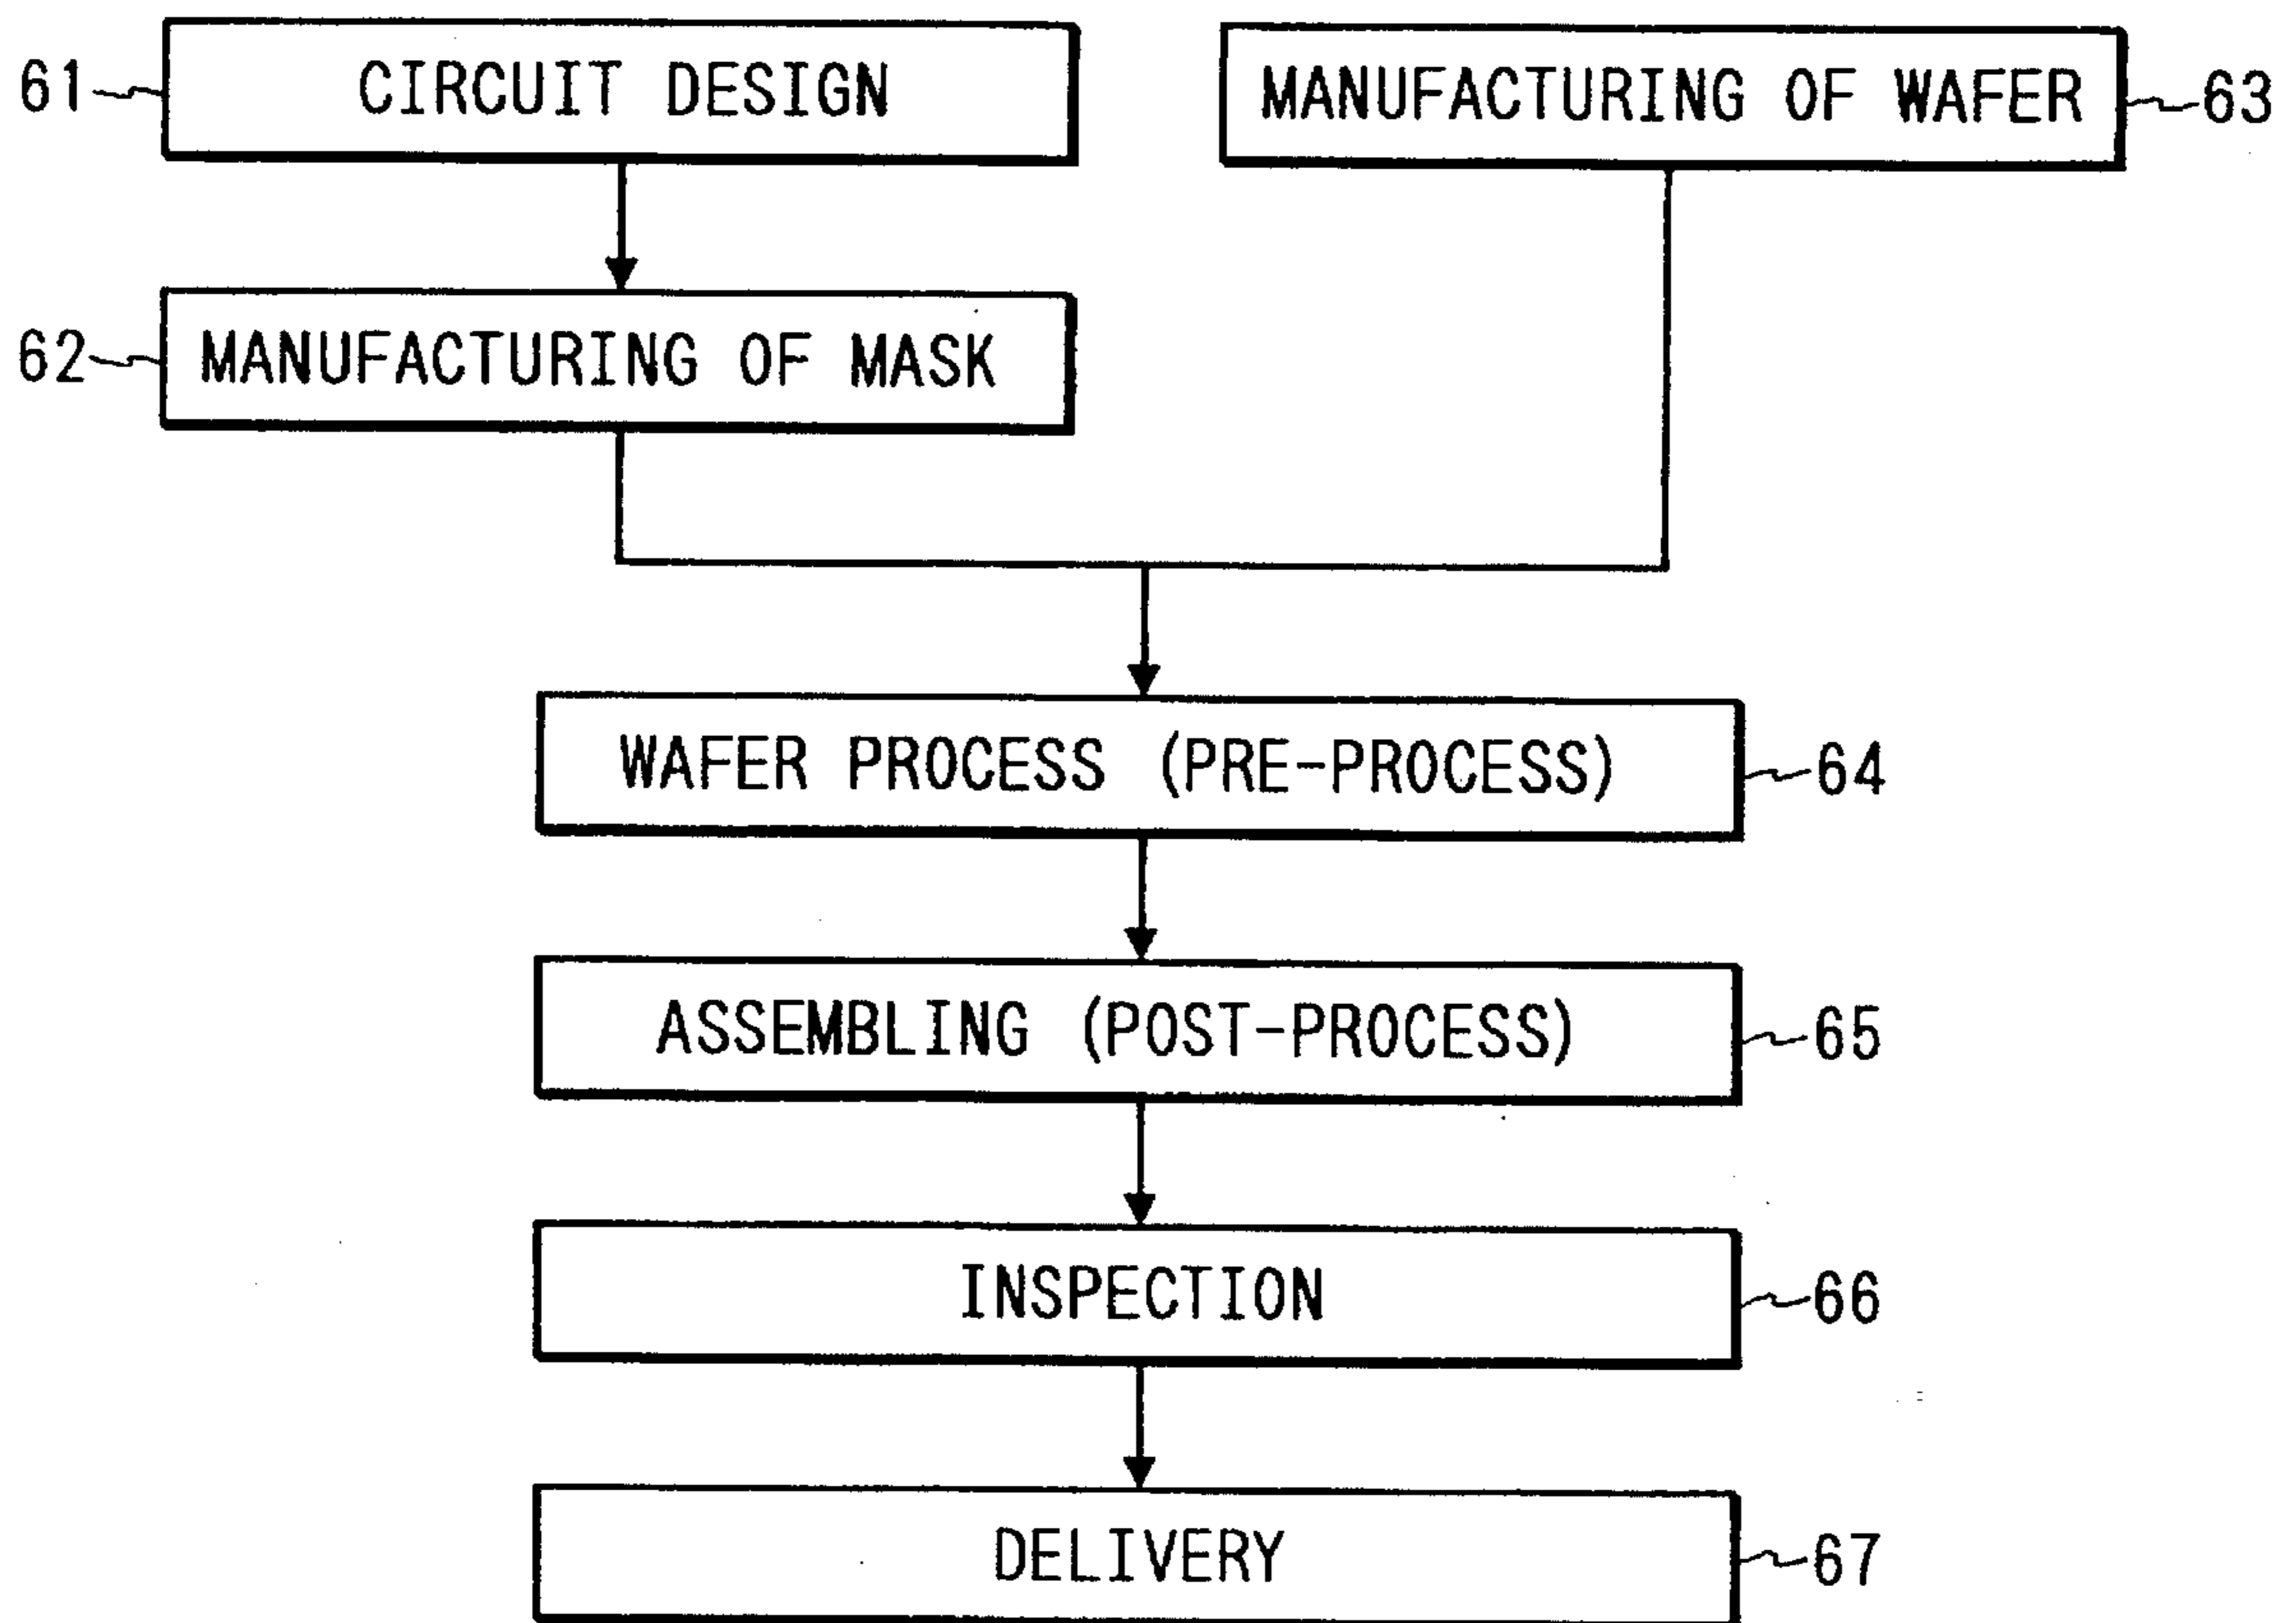 61
CIRCUIT DESIGN
MANUFACTURING OF WAFER
63
62
MANUFACTURING OF MASK
WAFER PROCESS (PRE-PROCESS)
64
ASSEMBLING (POST-PROCESS)
65
INSPECTION
66
DELIVERY
67